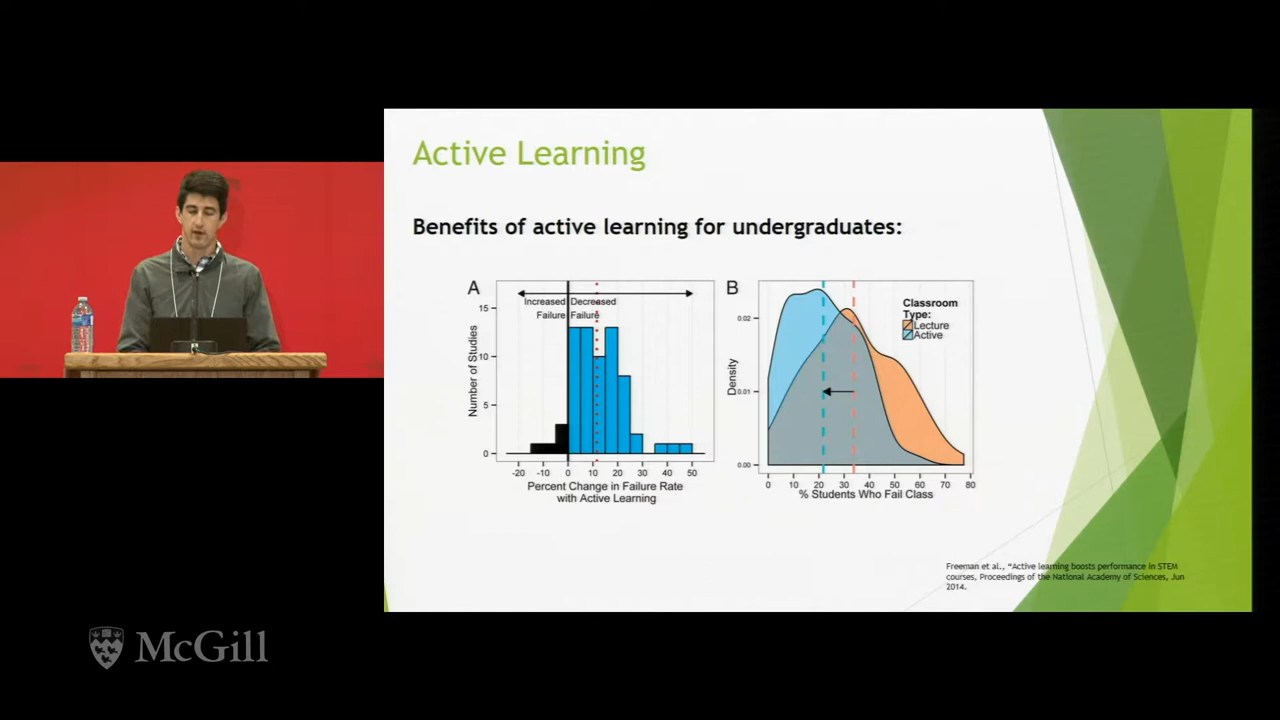 Active Learning
Benefits of active learning for undergraduates:
A
Increased Decreased
Failure Failure
15
10
5
0
Number of Studies
-20 -10 0 10 20 30 40 50
Percent Change in Failure Rate
with Active Learning
B
Classroom
Type:
Lecture
Active
0.02
0.01
0.00
Density
0 10 20 30 40 50 60 70 80
% Students Who Fail Class
Freeman et al., “Active learning boosts performance in STEM
courses, Proceedings of the National Academy of Sciences, Jun
2014.
McGill